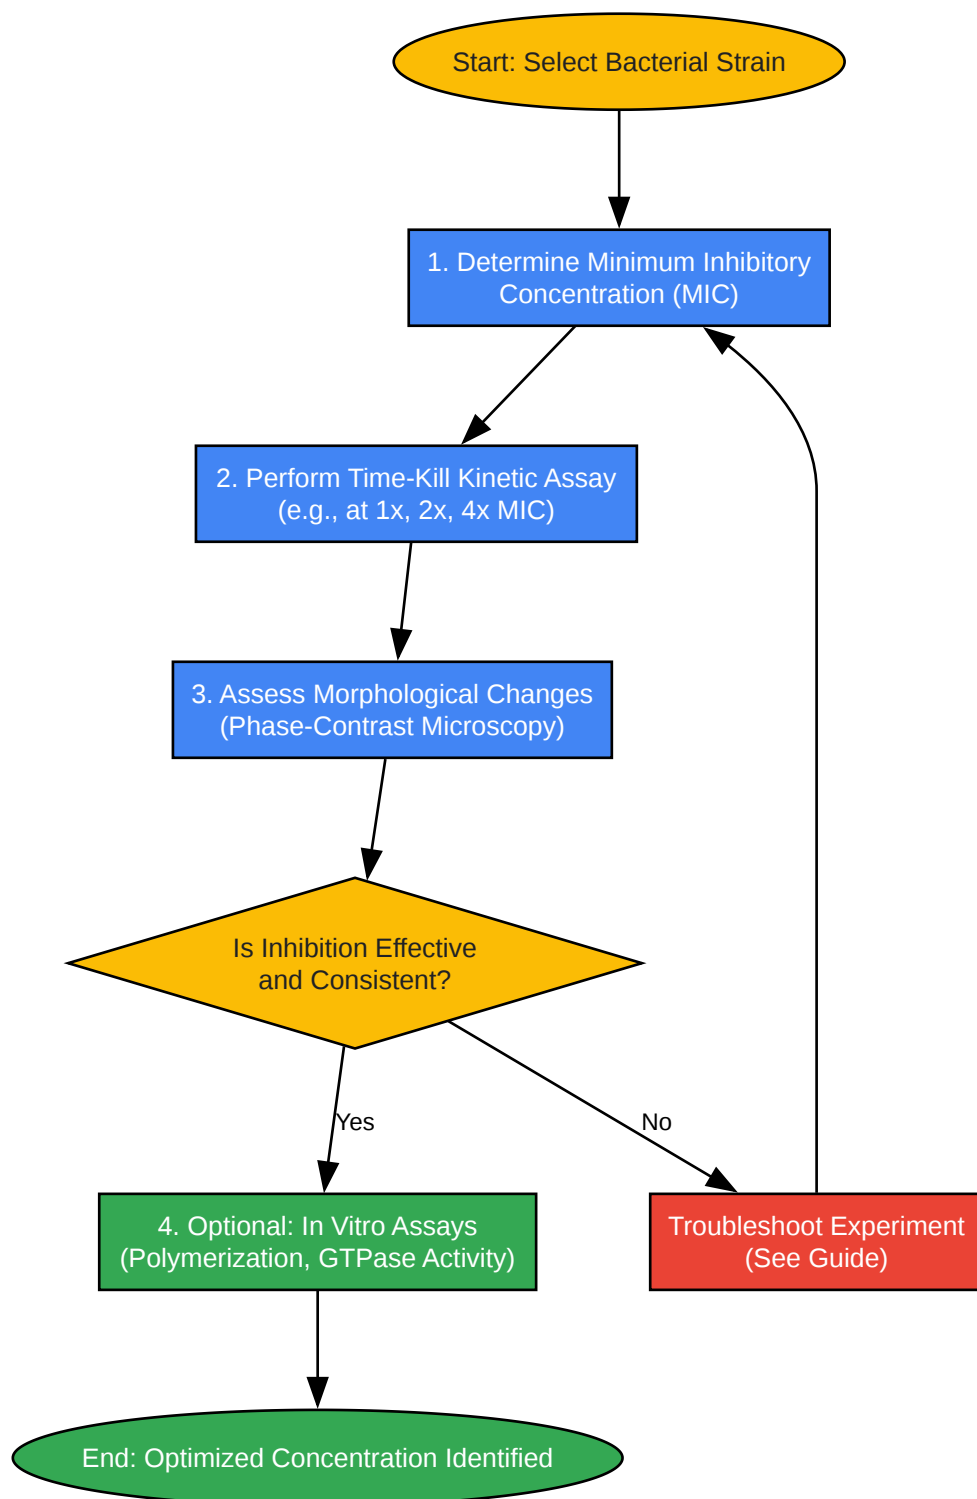 Start: Select Bacterial Strain
1. Determine Minimum Inhibitory
Concentration (MIC)
2. Perform Time-Kill Kinetic Assay
(e.g., at 1x, 2x, 4x MIC)
3. Assess Morphological Changes
(Phase-Contrast Microscopy)
Is Inhibition Effective
and Consistent?
Yes
No
4. Optional: In Vitro Assays
(Polymerization, GTPase Activity)
Troubleshoot Experiment
(See Guide)
End: Optimized Concentration Identified